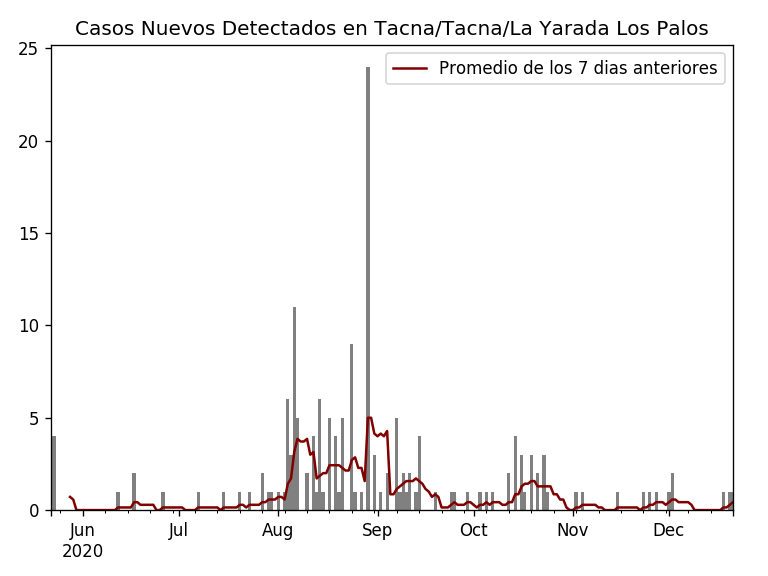 Casos Nuevos Detectados en Tacna/Tacna/La Yarada Los Palos
Promedio de los 7 dias anteriores
25
20
15
10
5
0
Jun Jul Aug Sep Oct Nov Dec
2020